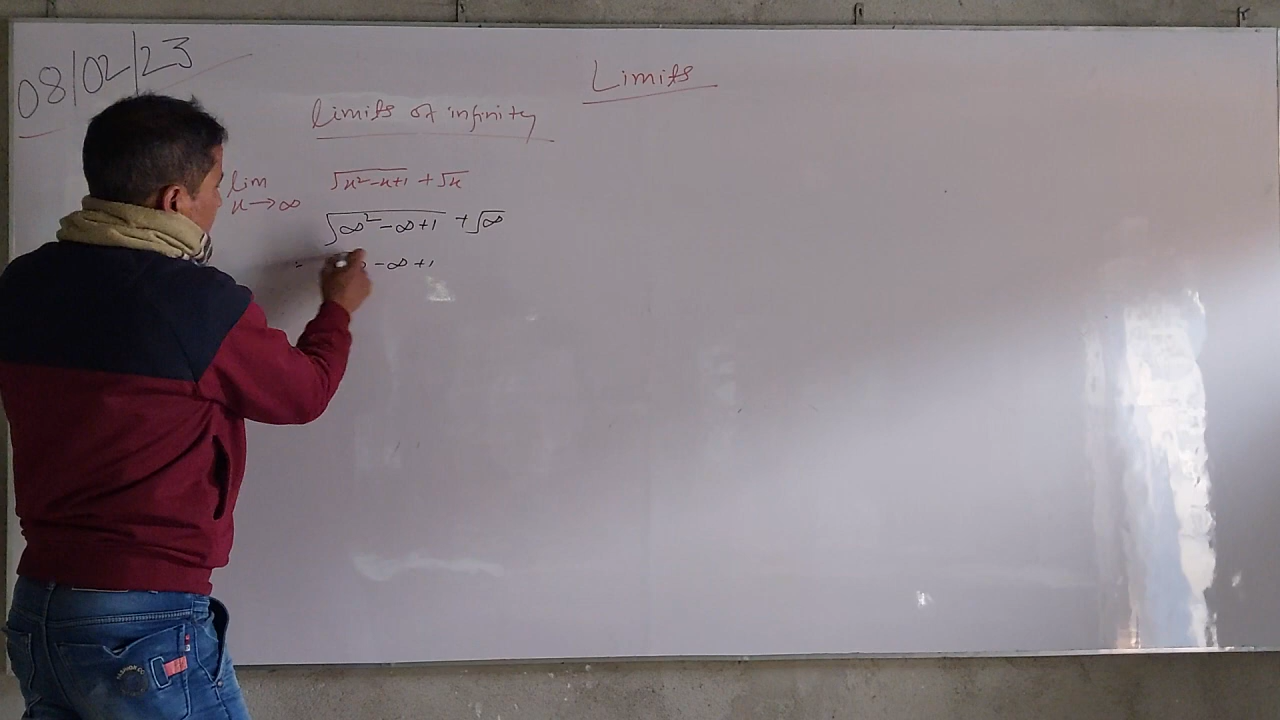 08/02/23
Limits
limits of infinity
lim x→∞ √x²-x+1 + √x
√∞²-∞+1 + √∞
= -∞+1